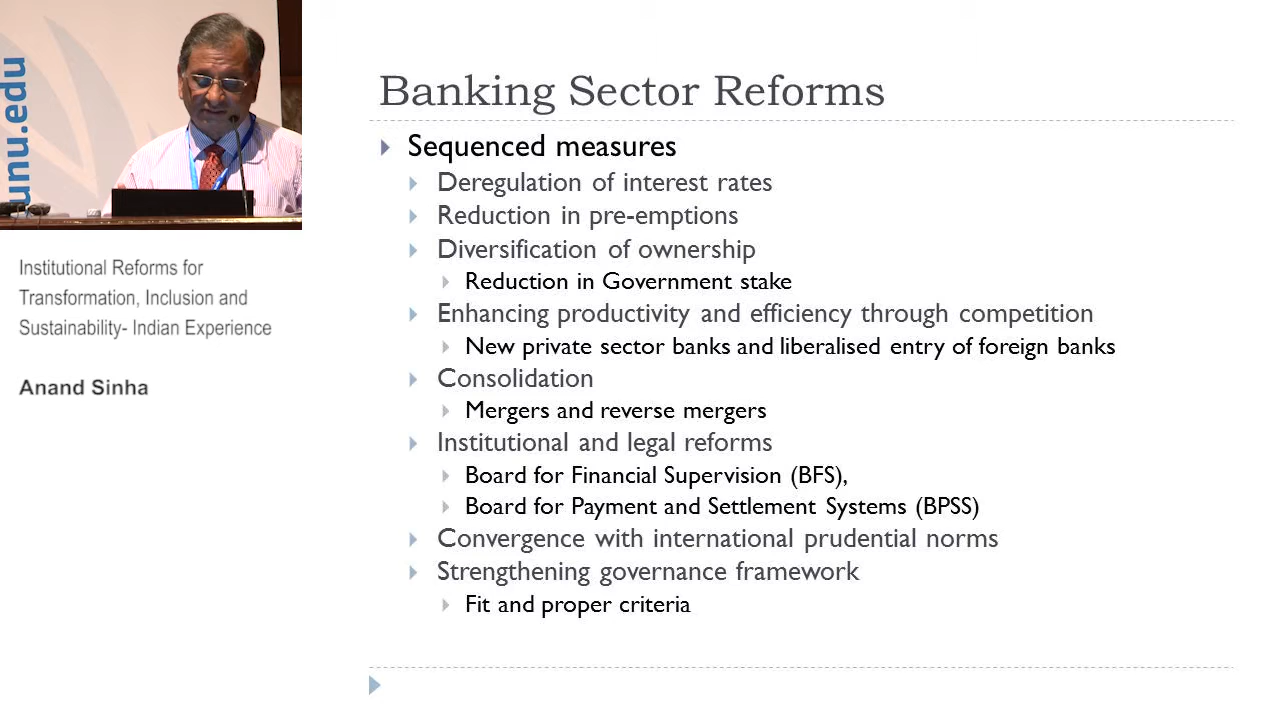 unu.edu
Institutional Reforms for
Transformation, Inclusion and
Sustainability- Indian Experience
Anand Sinha
Banking Sector Reforms
Sequenced measures
Deregulation of interest rates
Reduction in pre-emptions
Diversification of ownership
Reduction in Government stake
Enhancing productivity and efficiency through competition
New private sector banks and liberalised entry of foreign banks
Consolidation
Mergers and reverse mergers
Institutional and legal reforms
Board for Financial Supervision (BFS),
Board for Payment and Settlement Systems (BPSS)
Convergence with international prudential norms
Strengthening governance framework
Fit and proper criteria